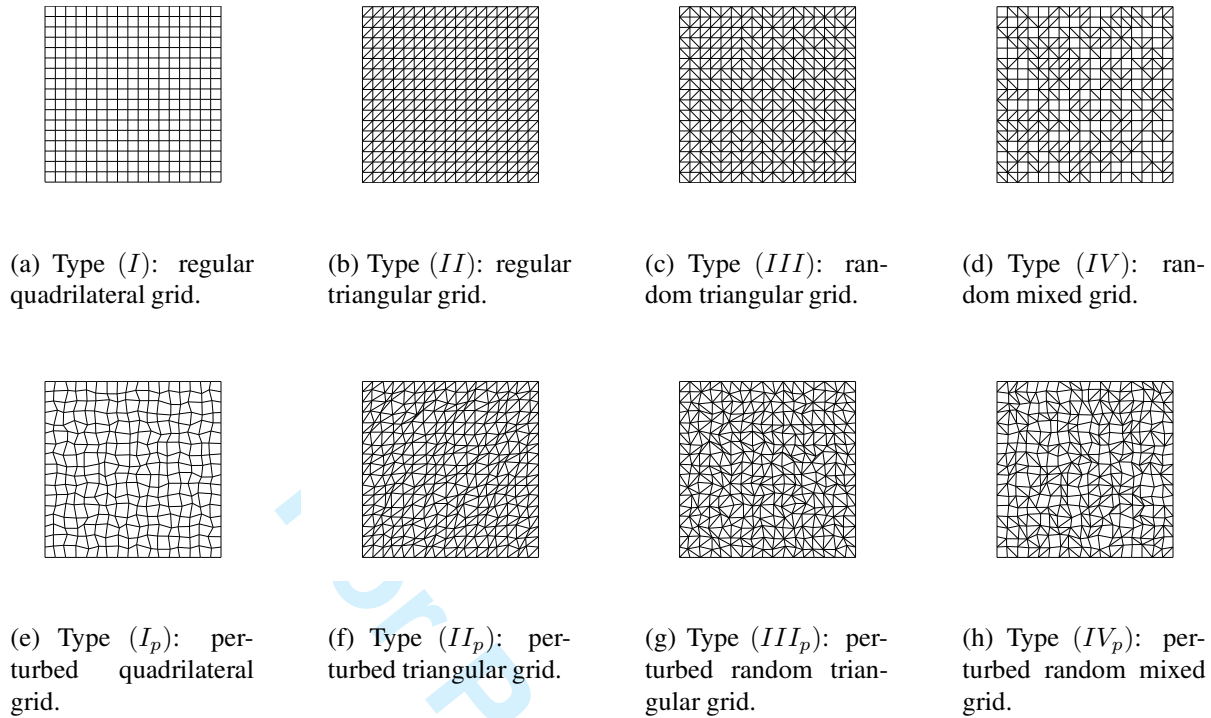 (a) Type (I): regular
quadrilateral grid.
(b) Type (II): regular
triangular grid.
(c) Type (III): ran-
dom triangular grid.
(d) Type (IV): ran-
dom mixed grid.
(e) Type (I_p): per-
turbed quadrilateral
grid.
(f) Type (II_p): per-
turbed triangular grid.
(g) Type (III_p): per-
turbed random trian-
gular grid.
(h) Type (IV_p): per-
turbed random mixed
grid.